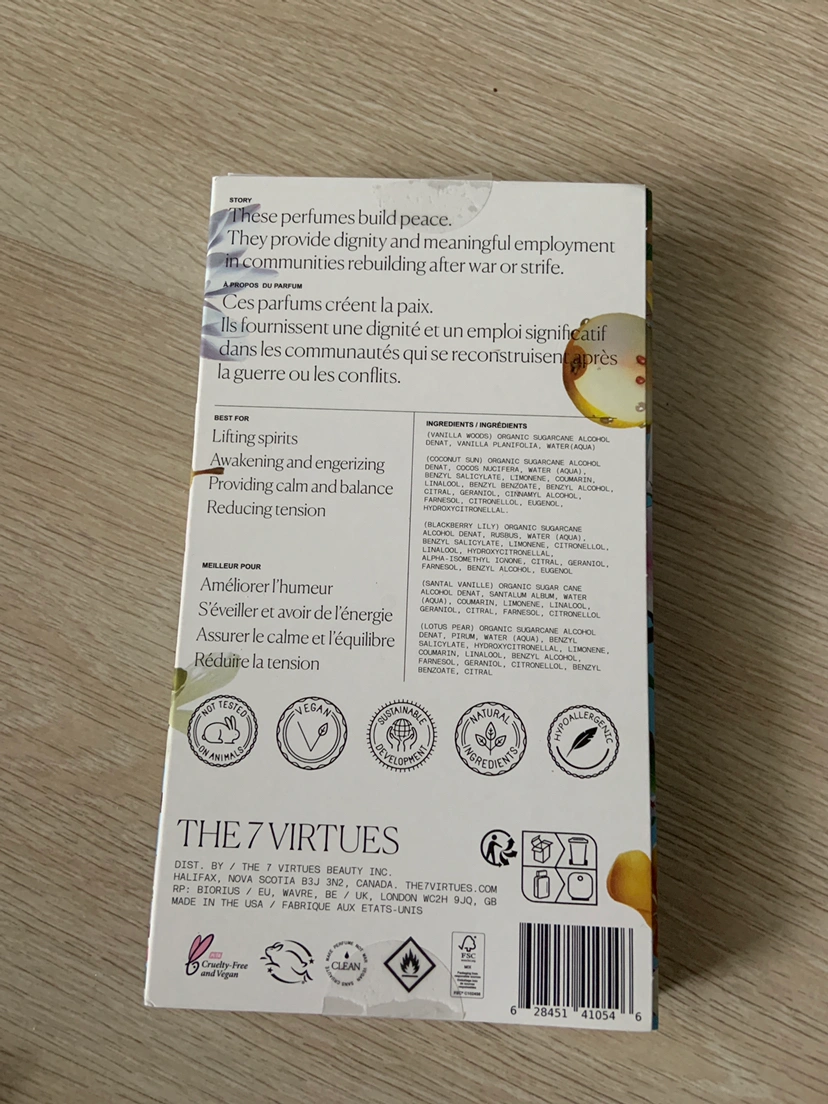 STORY
These perfumes build peace.
They provide dignity and meaningful employment
in communities rebuilding after war or strife.
À PROPOS DU PARFUM
Ces parfums créent la paix.
Ils fournissent une dignité et un emploi significatif
dans les communautés qui se reconstruisent après
la guerre ou les conflits.
BEST FOR
Lifting spirits
Awakening and engerizing
Providing calm and balance
Reducing tension
MEILLEUR POUR
Améliorer l'humeur
S'éveiller et avoir de l'énergie
Assurer le calme et l'équilibre
Réduire la tension
INGREDIENTS / INGRÉDIENTS
(VANILLA WOODS) ORGANIC SUGARCANE ALCOHOL
DENAT, VANILLA PLANIFOLIA, WATER(AQUA)
(COCONUT SUN) ORGANIC SUGARCANE ALCOHOL
DENAT, COCOS NUCIFERA, WATER (AQUA),
BENZYL SALICYLATE, LIMONENE, COUMARIN,
LINALOOL, BENZYL BENZOATE, BENZYL ALCOHOL,
CITRAL, GERANIOL, CINNAMYL ALCOHOL,
FARNESOL, CITRONELLOL, EUGENOL,
HYDROXYCITRONELLAL.
(BLACKBERRY LILY) ORGANIC SUGARCANE
ALCOHOL DENAT, RUSBUS, WATER (AQUA),
BENZYL SALICYLATE, LIMONENE, CITRONELLOL,
LINALOOL, HYDROXYCITRONELLAL,
ALPHA-ISOMETHYL IGNONE, CITRAL, GERANIOL,
FARNESOL, BENZYL ALCOHOL, EUGENOL
(SANTAL VANILLE) ORGANIC SUGAR CANE
ALCOHOL DENAT, SANTALUM ALBUM, WATER
(AQUA), COUMARIN, LIMONENE, LINALOOL,
GERANIOL, CITRAL, FARNESOL, CITRONELLOL
(LOTUS PEAR) ORGANIC SUGARCANE ALCOHOL
DENAT, PIRUM, WATER (AQUA), BENZYL
SALICYLATE, HYDROXYCITRONELLAL, LIMONENE,
COUMARIN, LINALOOL, BENZYL ALCOHOL,
FARNESOL, GERANIOL, CITRONELLOL, BENZYL
BENZOATE, CITRAL
NOT TESTED
ON ANIMALS
VEGAN
SUSTAINABLE
DEVELOPMENT
NATURAL
INGREDIENTS
HYPOALLERGENIC
THE 7 VIRTUES
DIST. BY / THE 7 VIRTUES BEAUTY INC.
HALIFAX, NOVA SCOTIA B3J 3N2, CANADA. THE7VIRTUES.COM
RP: BIORIUS / EU, WAVRE, BE / UK, LONDON WC2H 9JQ, GB
MADE IN THE USA / FABRIQUE AUX ETATS-UNIS
Cruelty-Free
and Vegan
MAKE PERFUME NOT WAR
CLEAN
FSC
MIX
6 28451 41054 6